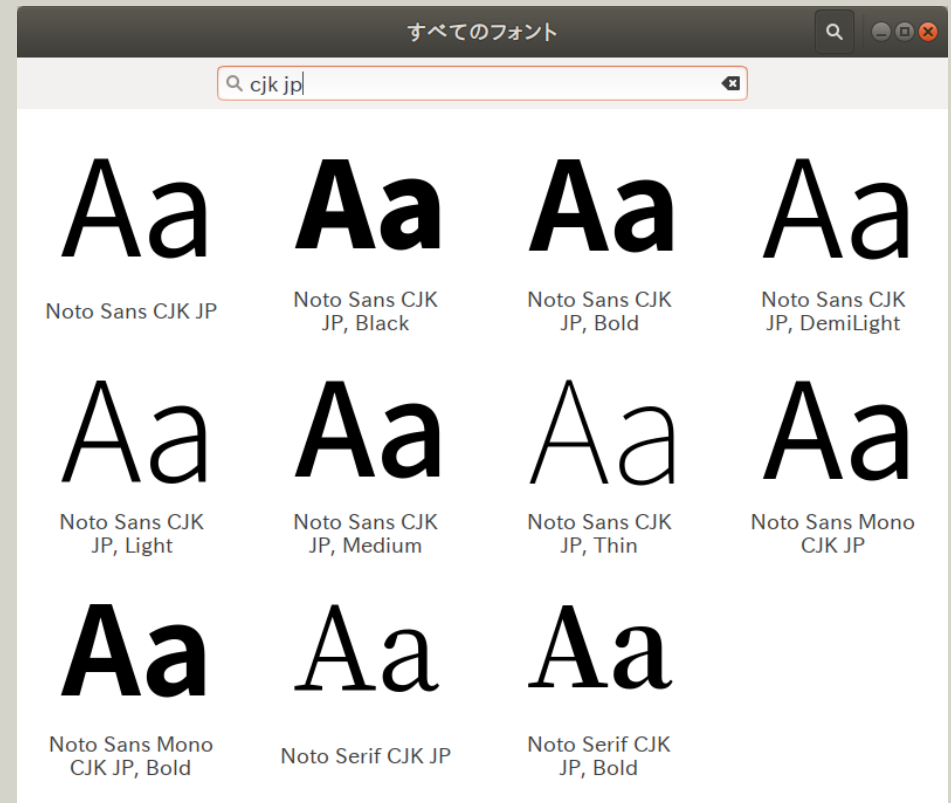 すべてのフォント
cjk jp
Aa Aa Aa Aa
Noto Sans CJK JP
Noto Sans CJK
JP, Black
Noto Sans CJK
JP, Bold
Noto Sans CJK
JP, DemiLight
Aa Aa Aa Aa
Noto Sans CJK
JP, Light
Noto Sans CJK
JP, Medium
Noto Sans CJK
JP, Thin
Noto Sans Mono
CJK JP
Aa Aa Aa
Noto Sans Mono
CJK JP, Bold
Noto Serif CJK JP
Noto Serif CJK
JP, Bold